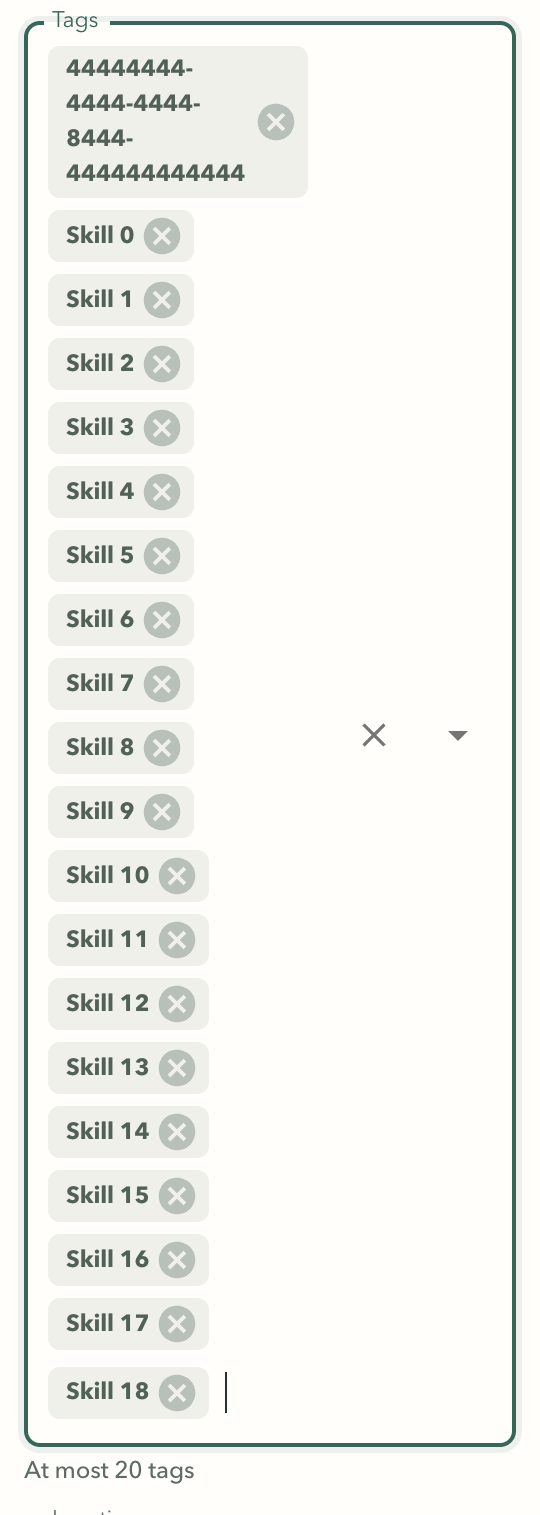 Tags
44444444-
4444-4444-
8444-
444444444444
Skill 0
Skill 1
Skill 2
Skill 3
Skill 4
Skill 5
Skill 6
Skill 7
Skill 8
Skill 9
Skill 10
Skill 11
Skill 12
Skill 13
Skill 14
Skill 15
Skill 16
Skill 17
Skill 18
At most 20 tags